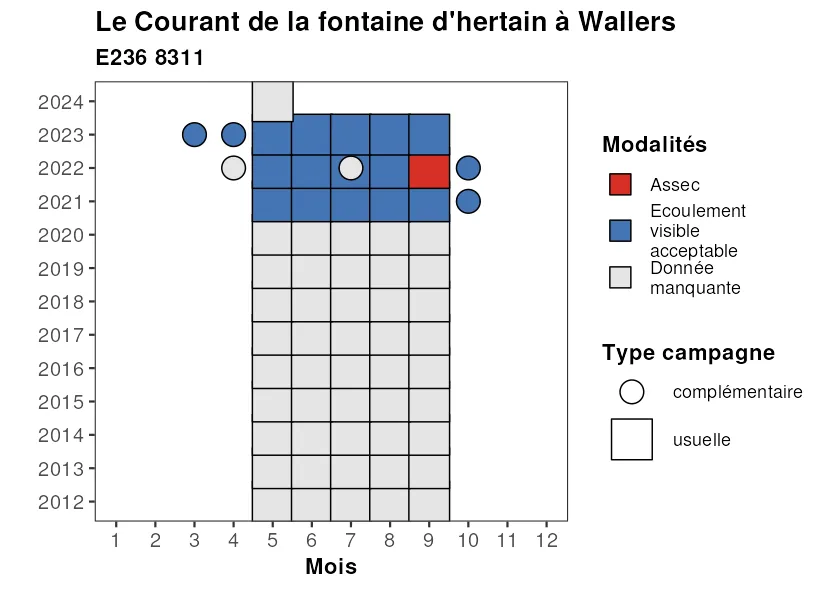 Le Courant de la fontaine d'hertain à Wallers
E236 8311
2024
2023
2022
2021
2020
2019
2018
2017
2016
2015
2014
2013
2012
1 2 3 4 5 6 7 8 9 10 11 12
Mois
Modalités
Assec
Ecoulement
visible
acceptable
Donnée
manquante
Type campagne
complémentaire
usuelle